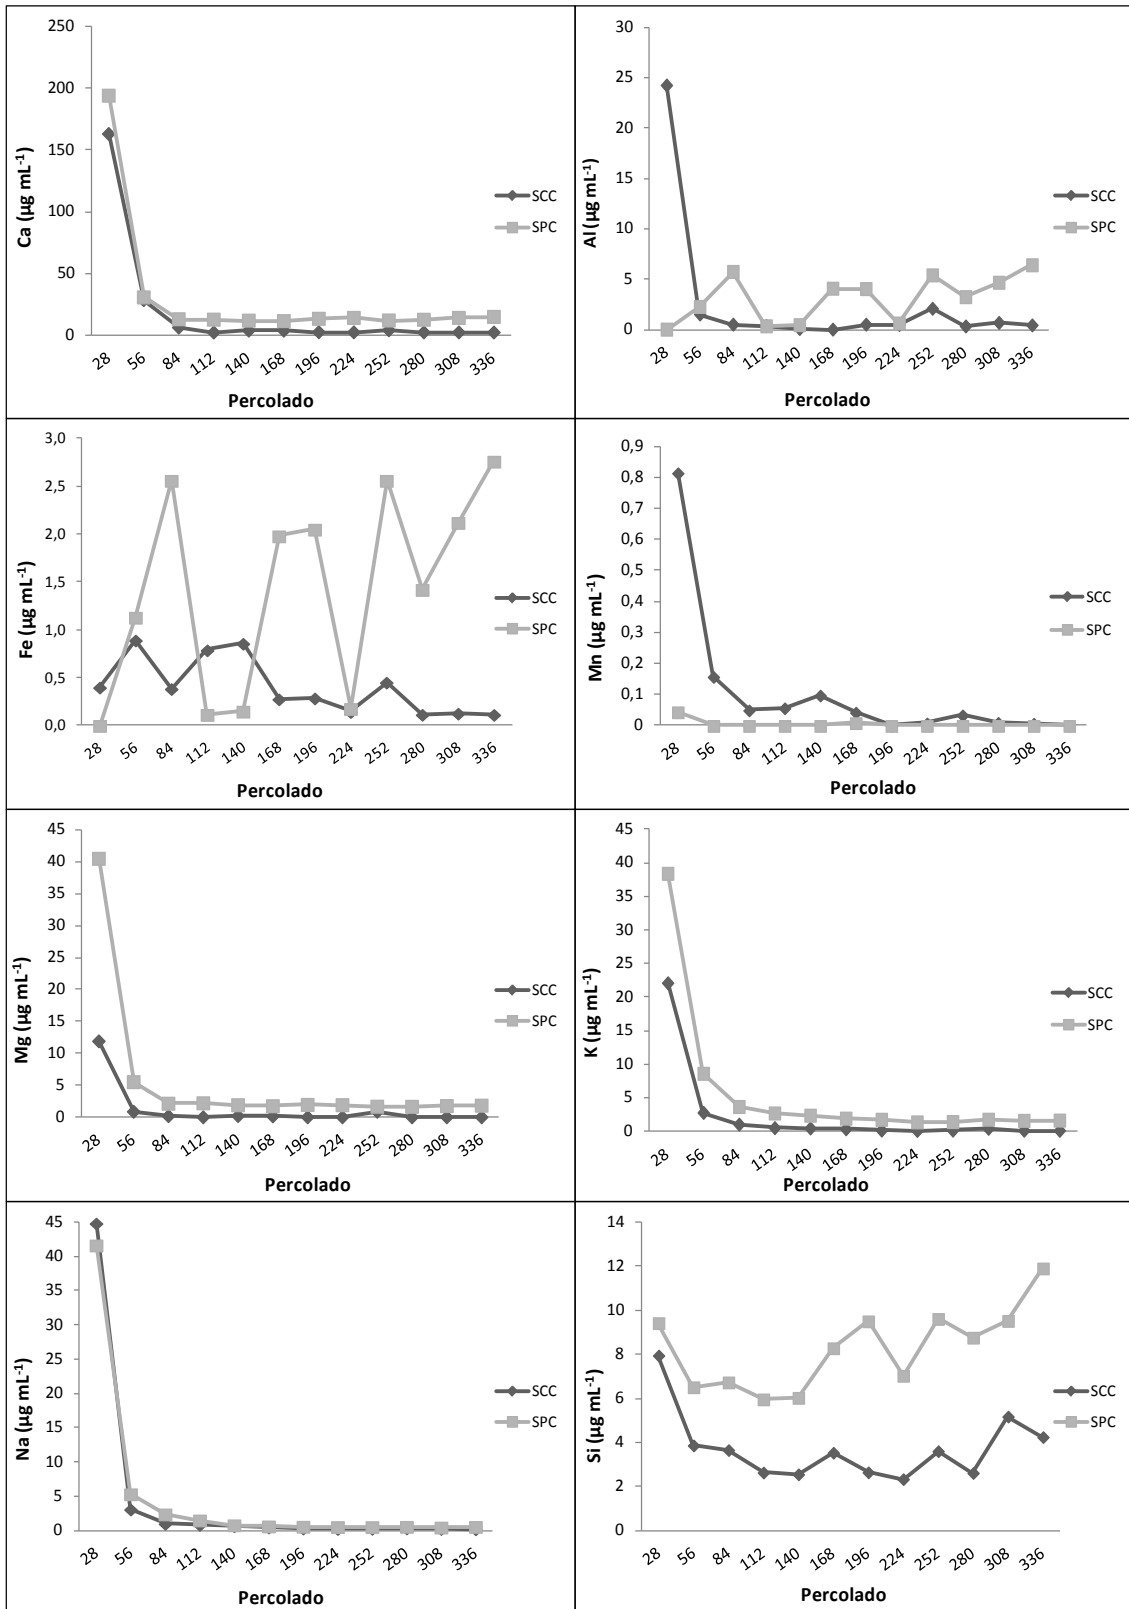 250
200
150
100
50
0
Ca (µg mL⁻¹)
28 56 84 112 140 168 196 224 252 280 308 336
Percolado
SCC
SPC
30
25
20
15
10
5
0
Al (µg mL⁻¹)
28 56 84 112 140 168 196 224 252 280 308 336
Percolado
SCC
SPC
3,0
2,5
2,0
1,5
1,0
0,5
0,0
Fe (µg mL⁻¹)
28 56 84 112 140 168 196 224 252 280 308 336
Percolado
SCC
SPC
0,9
0,8
0,7
0,6
0,5
0,4
0,3
0,2
0,1
0
Mn (µg mL⁻¹)
28 56 84 112 140 168 196 224 252 280 308 336
Percolado
SCC
SPC
45
40
35
30
25
20
15
10
5
0
Mg (µg mL⁻¹)
28 56 84 112 140 168 196 224 252 280 308 336
Percolado
SCC
SPC
45
40
35
30
25
20
15
10
5
0
K (µg mL⁻¹)
28 56 84 112 140 168 196 224 252 280 308 336
Percolado
SCC
SPC
45
40
35
30
25
20
15
10
5
0
Na (µg mL⁻¹)
28 56 84 112 140 168 196 224 252 280 308 336
Percolado
SCC
SPC
14
12
10
8
6
4
2
0
Si (µg mL⁻¹)
28 56 84 112 140 168 196 224 252 280 308 336
Percolado
SCC
SPC